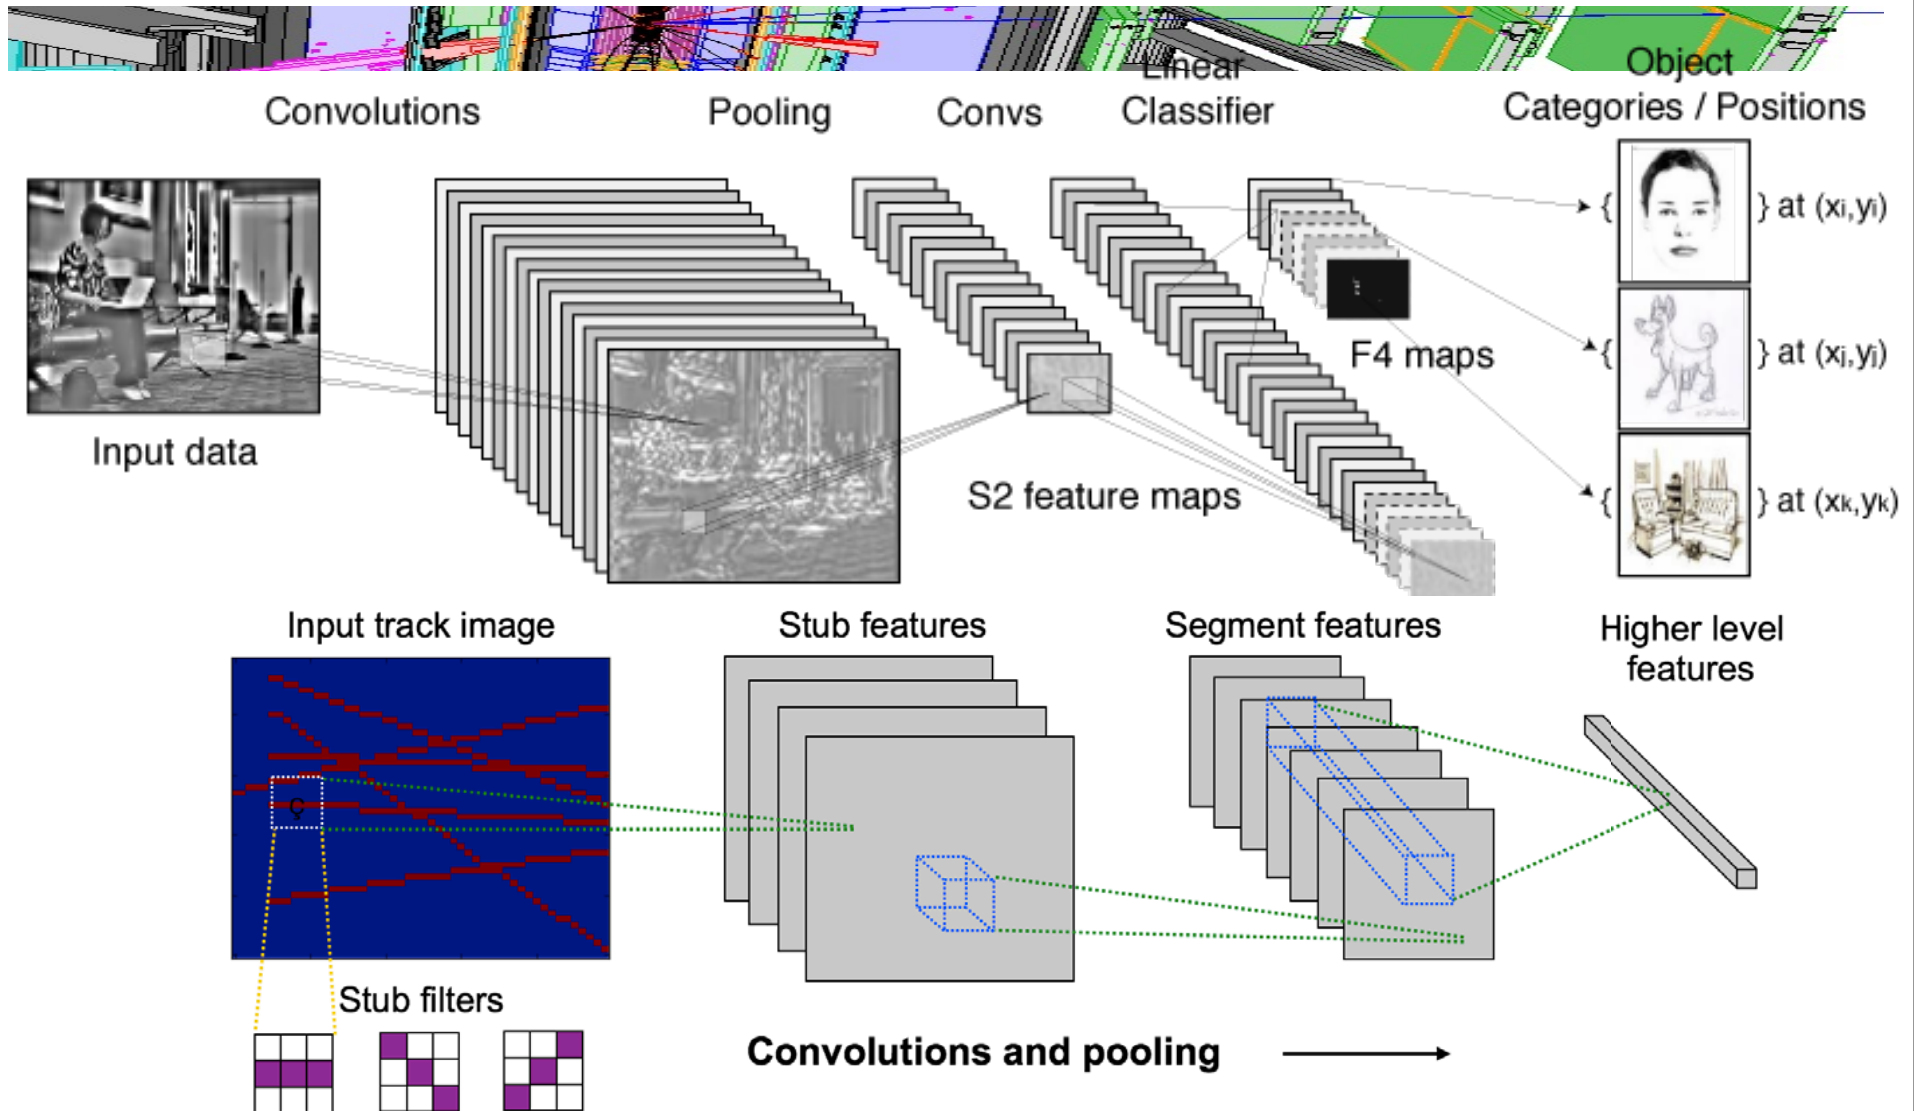 Convolutions
Pooling
Convs
Linear
Classifier
Object
Categories / Positions
{ } at (xi,yi)
{ } at (xj,yj)
{ } at (xk,yk)
Input data
F4 maps
S2 feature maps
Input track image
Stub features
Segment features
Higher level
features
Stub filters
Convolutions and pooling